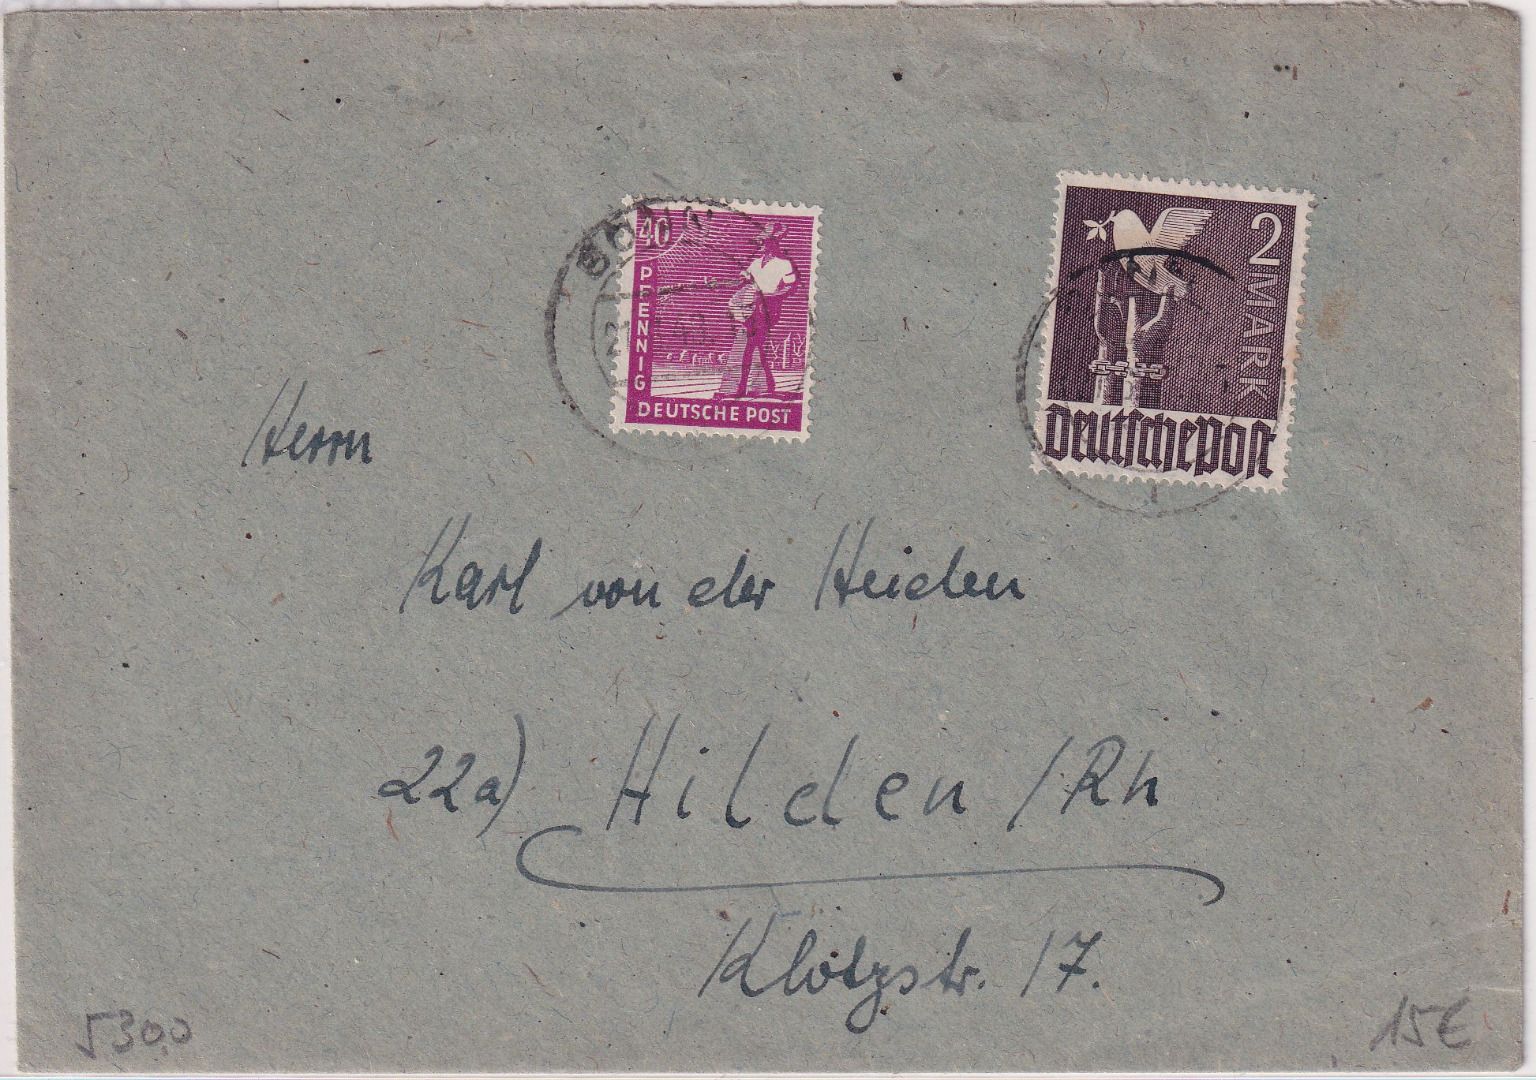 40
PFENNIG
DEUTSCHE POST
BONN
2 MARK
Deutsche Post
Herrn
Karl von der Heiden
22a) Hilden / Rh
Klotzstr. 17.
5300
15€